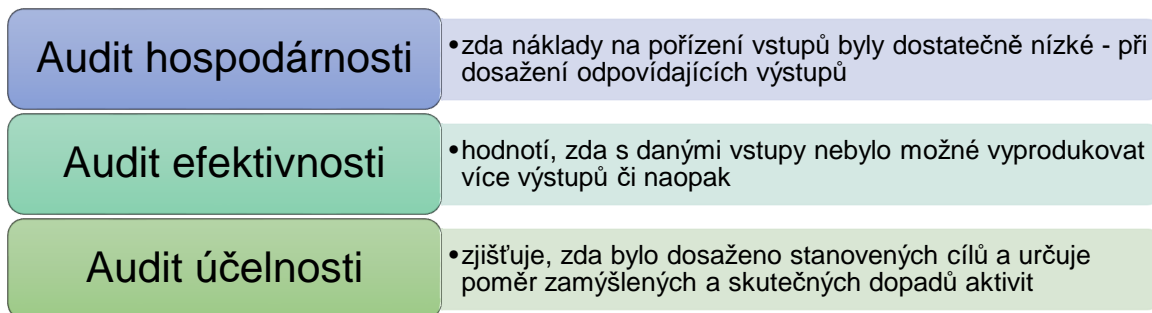 Audit hospodárnosti
•zda náklady na pořízení vstupů byly dostatečně nízké - při
dosažení odpovídajících výstupů
Audit efektivnosti
•hodnotí, zda s danými vstupy nebylo možné vyprodukovat
více výstupů či naopak
Audit účelnosti
•zjišťuje, zda bylo dosaženo stanovených cílů a určuje
poměr zamýšlených a skutečných dopadů aktivit